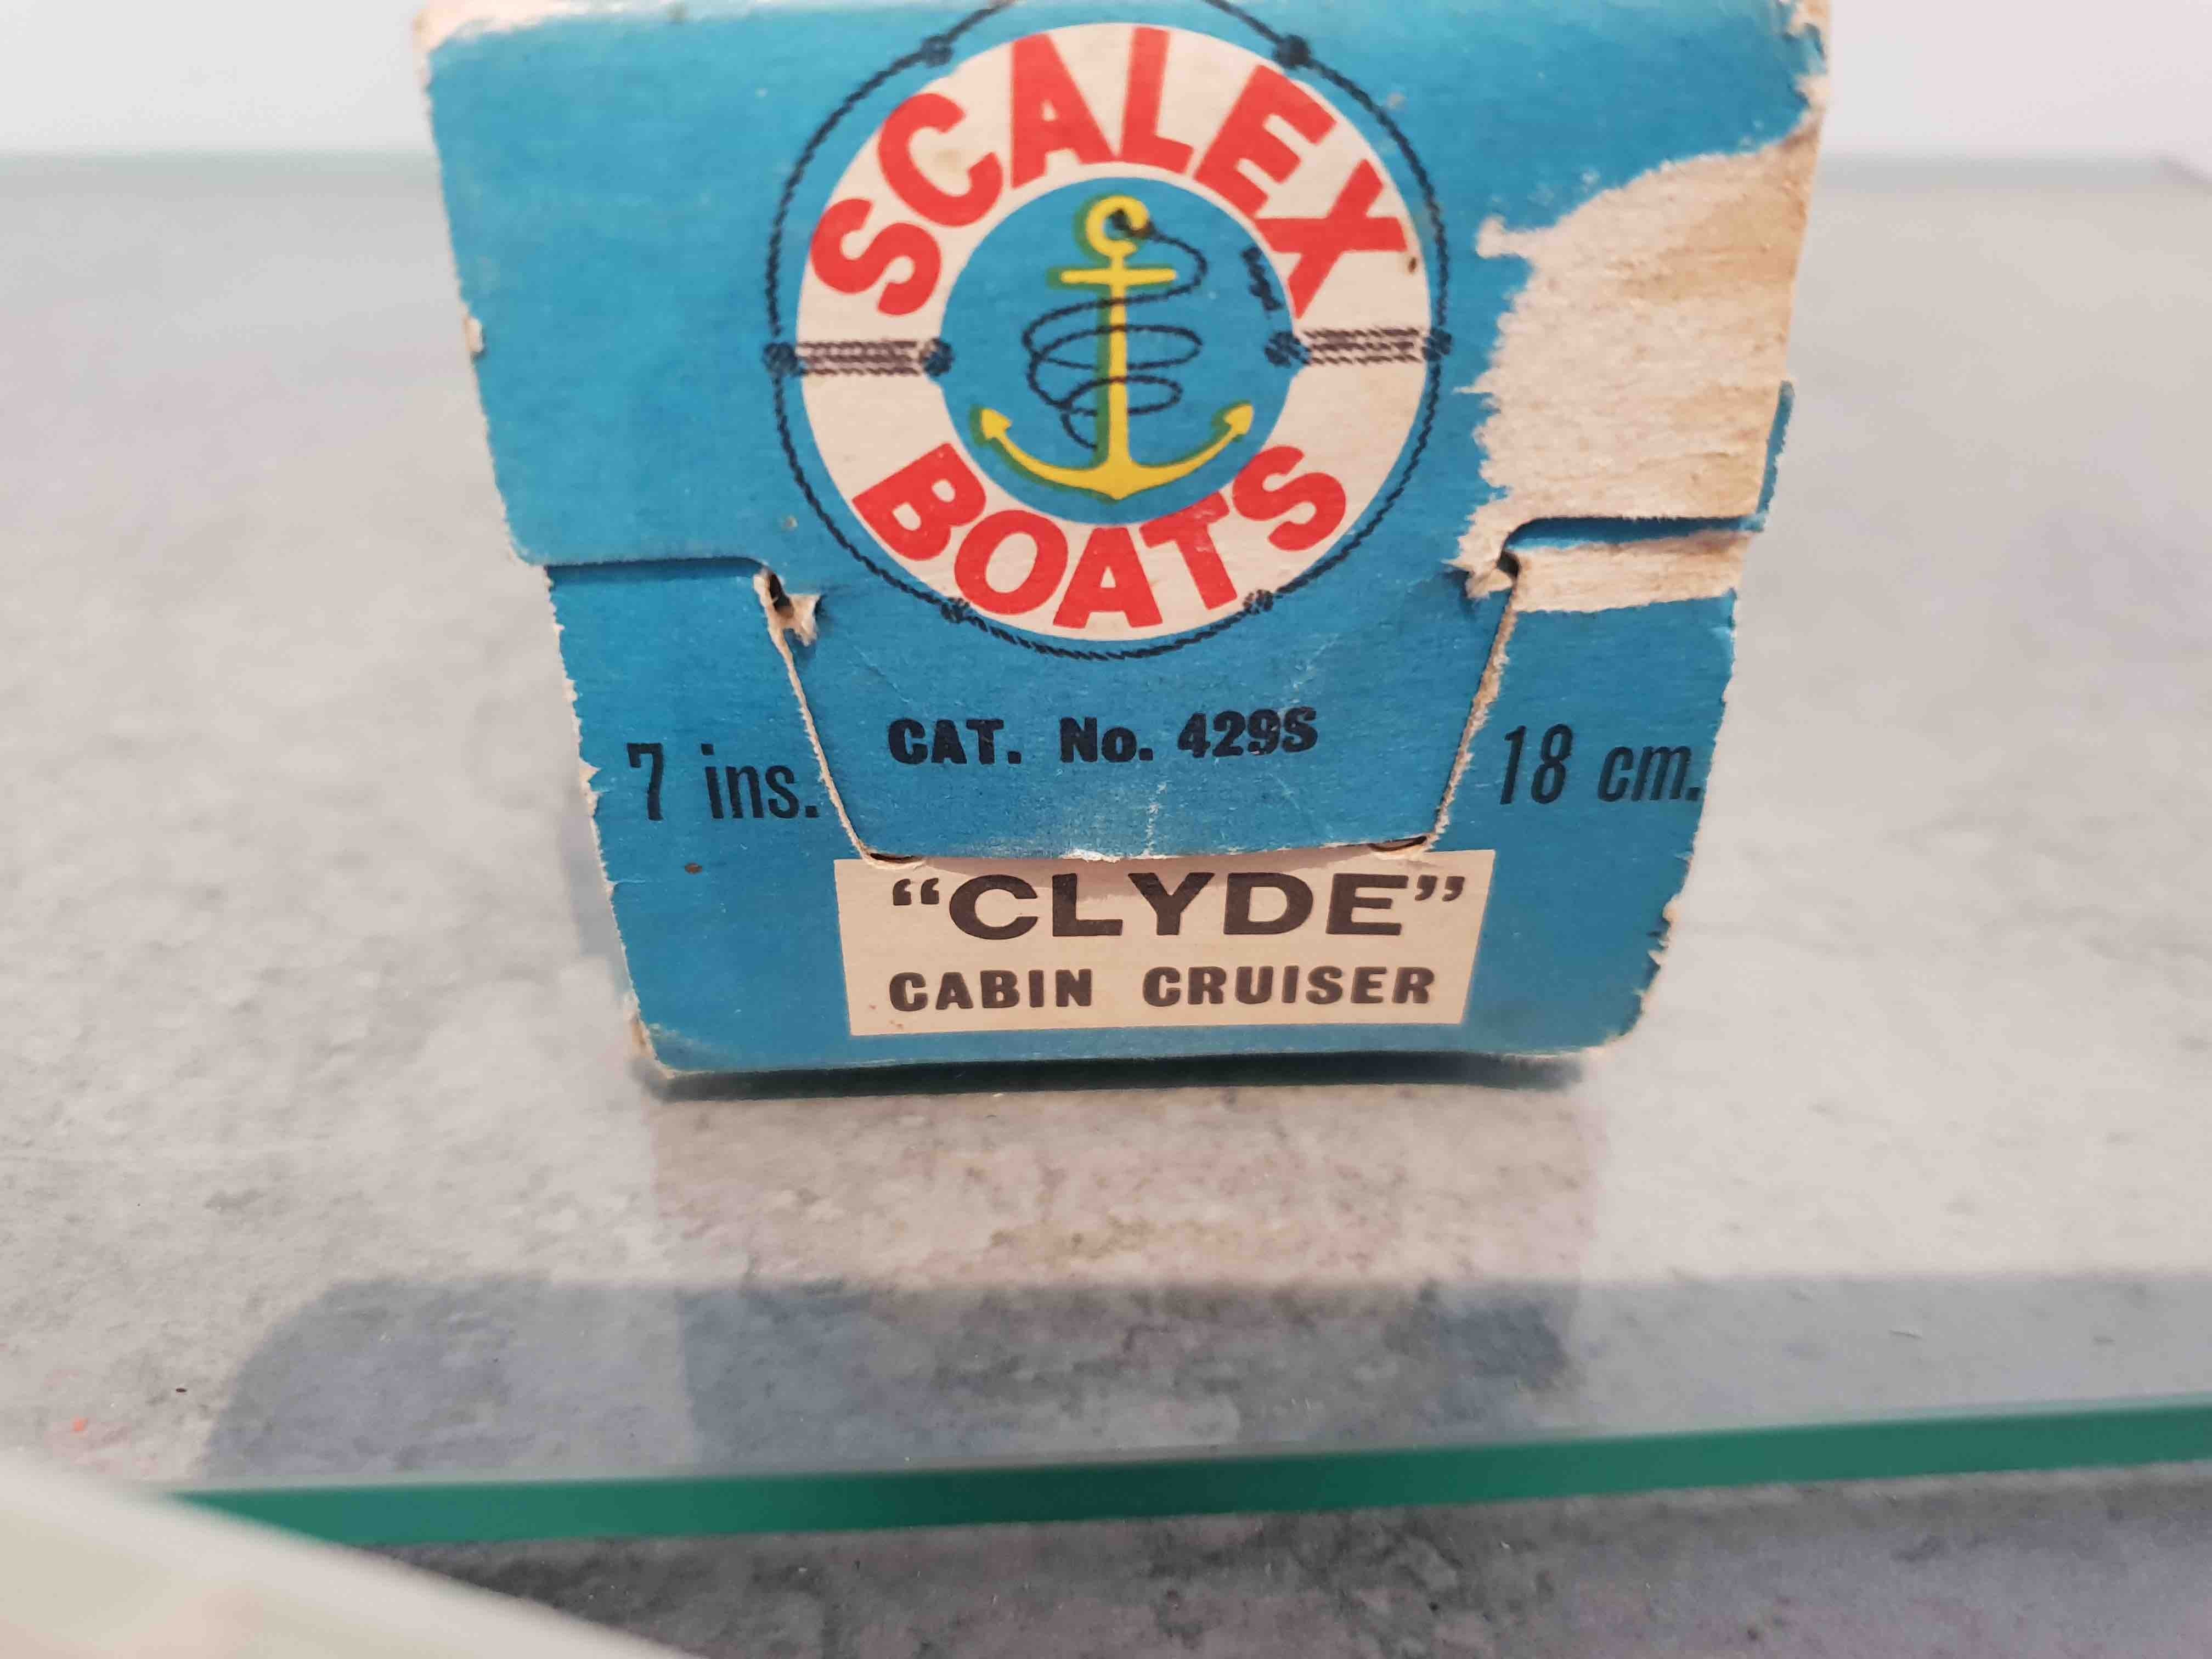 SCALEX
BOATS
CAT. No. 429S
7 ins.
18 cm.
“CLYDE”
CABIN CRUISER